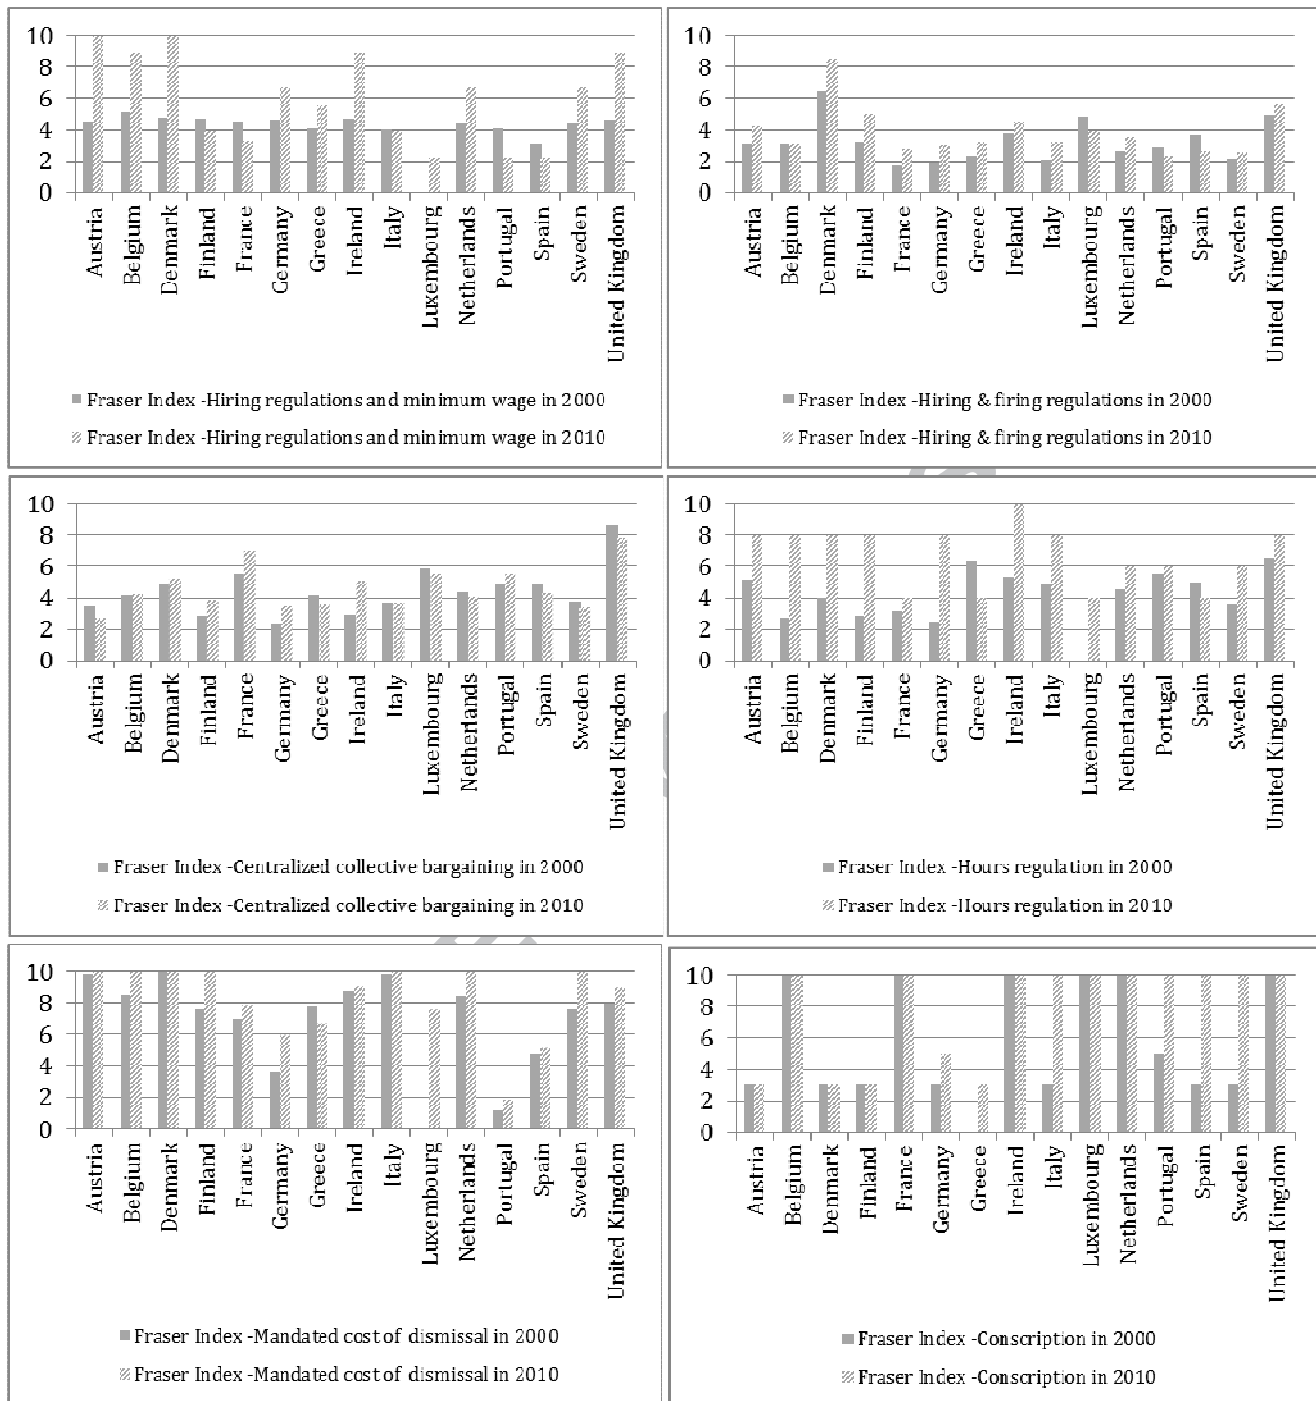 10
8
6
4
2
0
Austria
Belgium
Denmark
Finland
France
Germany
Greece
Ireland
Italy
Luxembourg
Netherlands
Portugal
Spain
Sweden
United Kingdom
Fraser Index -Hiring regulations and minimum wage in 2000
Fraser Index -Hiring regulations and minimum wage in 2010
10
8
6
4
2
0
Austria
Belgium
Denmark
Finland
France
Germany
Greece
Ireland
Italy
Luxembourg
Netherlands
Portugal
Spain
Sweden
United Kingdom
Fraser Index -Hiring & firing regulations in 2000
Fraser Index -Hiring & firing regulations in 2010
10
8
6
4
2
0
Austria
Belgium
Denmark
Finland
France
Germany
Greece
Ireland
Italy
Luxembourg
Netherlands
Portugal
Spain
Sweden
United Kingdom
Fraser Index -Centralized collective bargaining in 2000
Fraser Index -Centralized collective bargaining in 2010
10
8
6
4
2
0
Austria
Belgium
Denmark
Finland
France
Germany
Greece
Ireland
Italy
Luxembourg
Netherlands
Portugal
Spain
Sweden
United Kingdom
Fraser Index -Hours regulation in 2000
Fraser Index -Hours regulation in 2010
10
8
6
4
2
0
Austria
Belgium
Denmark
Finland
France
Germany
Greece
Ireland
Italy
Luxembourg
Netherlands
Portugal
Spain
Sweden
United Kingdom
Fraser Index -Mandated cost of dismissal in 2000
Fraser Index -Mandated cost of dismissal in 2010
10
8
6
4
2
0
Austria
Belgium
Denmark
Finland
France
Germany
Greece
Ireland
Italy
Luxembourg
Netherlands
Portugal
Spain
Sweden
United Kingdom
Fraser Index -Conscription in 2000
Fraser Index -Conscription in 2010